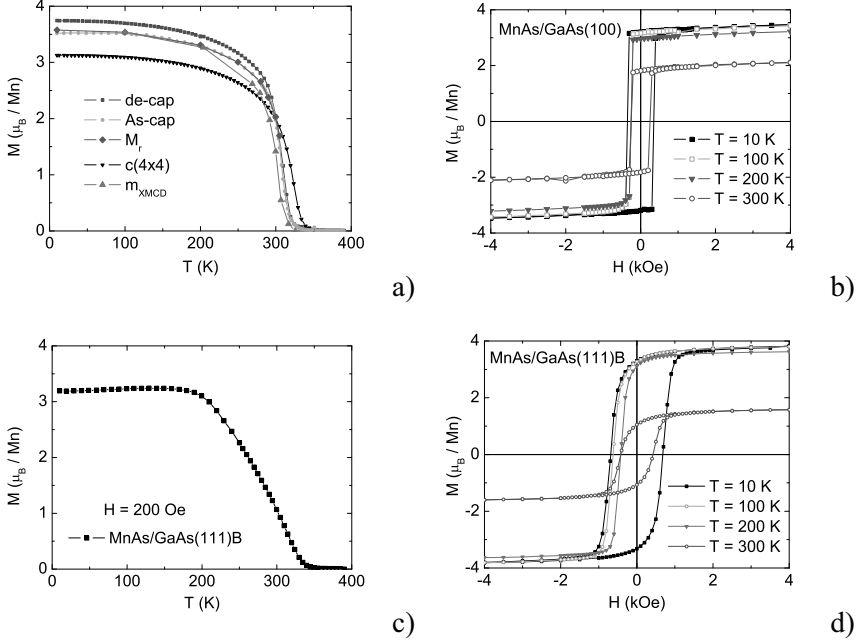 4
3
2
1
0
M (μB / Mn)
de-cap
As-cap
Mr
c(4x4)
mXMCD
0 100 200 300 400
T (K)
a)
MnAs/GaAs(100)
4
2
0
-2
-4
M (μB / Mn)
T = 10 K
T = 100 K
T = 200 K
T = 300 K
-4 -2 0 2 4
H (kOe)
b)
4
3
2
1
0
M (μB / Mn)
H = 200 Oe
MnAs/GaAs(111)B
0 100 200 300 400
T (K)
c)
MnAs/GaAs(111)B
4
2
0
-2
-4
M (μB / Mn)
T = 10 K
T = 100 K
T = 200 K
T = 300 K
-4 -2 0 2 4
H (kOe)
d)